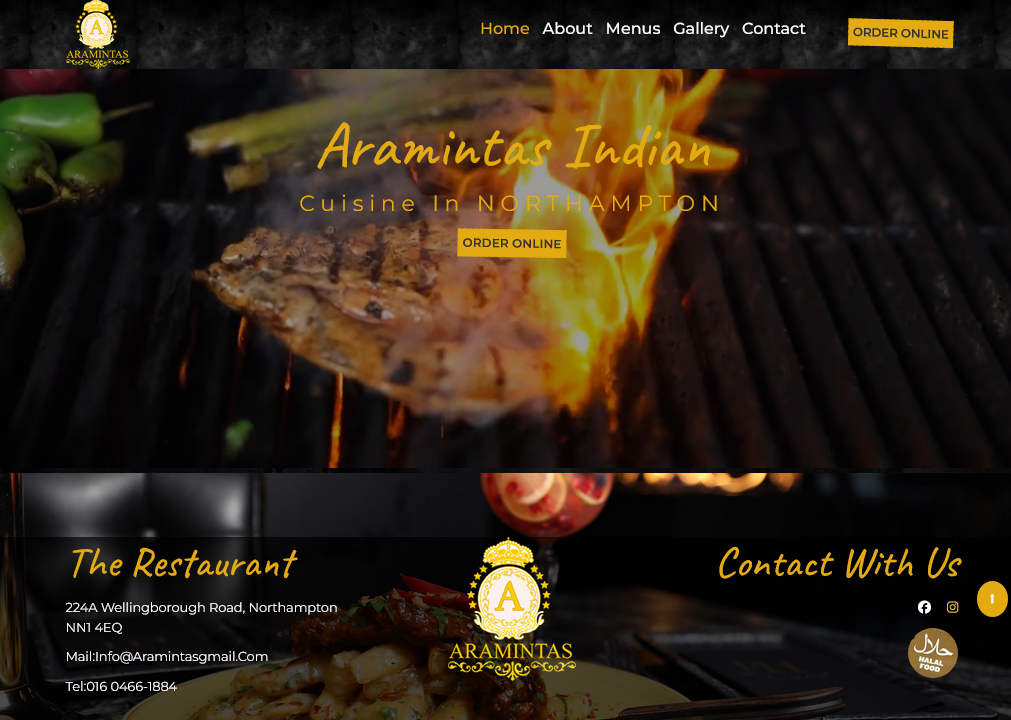 ARAMINTAS
Home About Menus Gallery Contact
ORDER ONLINE
Aramintas Indian
Cuisine In NORTHAMPTON
ORDER ONLINE
The Restaurant
224A Wellingborough Road, Northampton
NN1 4EQ
Mail:Info@Aramintasgmail.Com
Tel:016 0466-1884
A
ARAMINTAS
Contact With Us
حلال
HALAL
FOOD